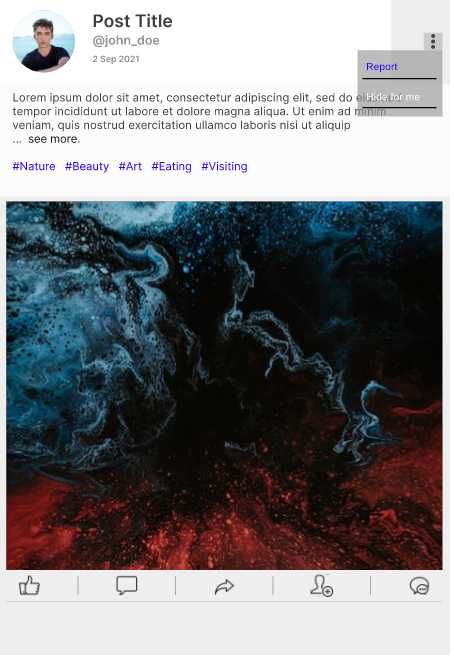 Post Title
@john_doe
2 Sep 2021
Report
Hide for me
Lorem ipsum dolor sit amet, consectetur adipiscing elit, sed do
tempor incididunt ut labore et dolore magna aliqua. Ut enim ad minim
veniam, quis nostrud exercitation ullamco laboris nisi ut aliquip
... see more.
#Nature #Beauty #Art #Eating #Visiting